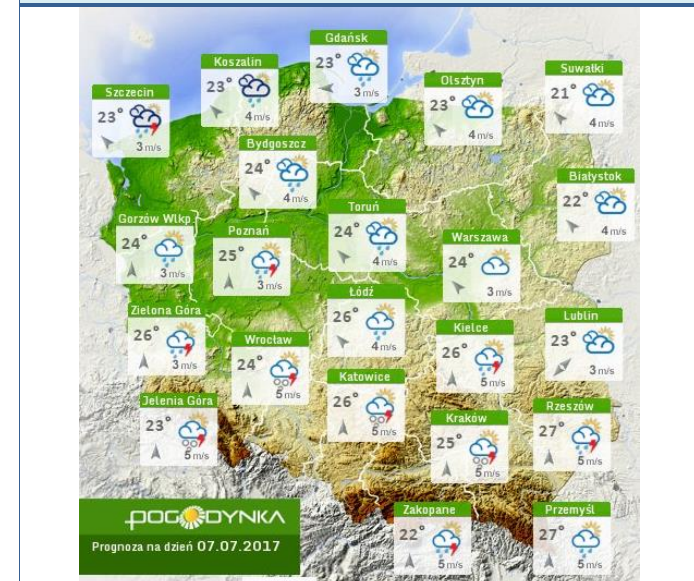 Gdańsk
23°
3 m/s
Koszalin
23°
4 m/s
Olsztyn
23°
4 m/s
Suwałki
21°
4 m/s
Szczecin
23°
3 m/s
Bydgoszcz
24°
4 m/s
Białystok
22°
4 m/s
Gorzów Wlkp
24°
3 m/s
Poznań
25°
3 m/s
Toruń
24°
4 m/s
Warszawa
24°
3 m/s
Zielona Góra
26°
3 m/s
Łódź
26°
4 m/s
Wrocław
24°
5 m/s
Kielce
26°
5 m/s
Lublin
23°
3 m/s
Jelenia Góra
23°
5 m/s
Katowice
26°
5 m/s
Kraków
25°
5 m/s
Rzeszów
27°
5 m/s
Zakopane
22°
5 m/s
Przemyśl
27°
5 m/s
POGODYNKA
Prognoza na dzień 07.07.2017